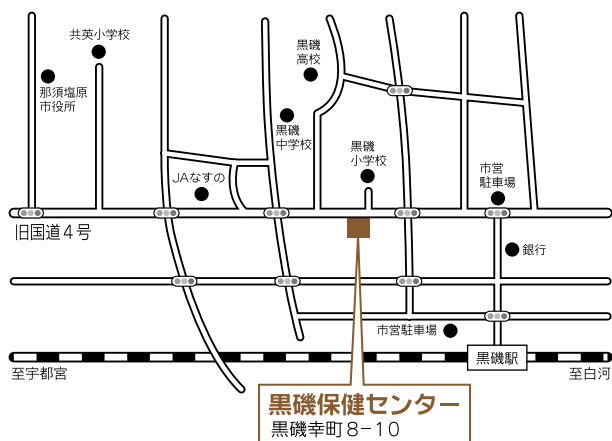 共英小学校
那須塩原
市役所
黒磯
高校
黒磯
中学校
黒磯
小学校
JAなすの
市営
駐車場
旧国道4号
銀行
市営駐車場
黒磯駅
至宇都宮
至白河
黒磯保健センター
黒磯幸町8-10